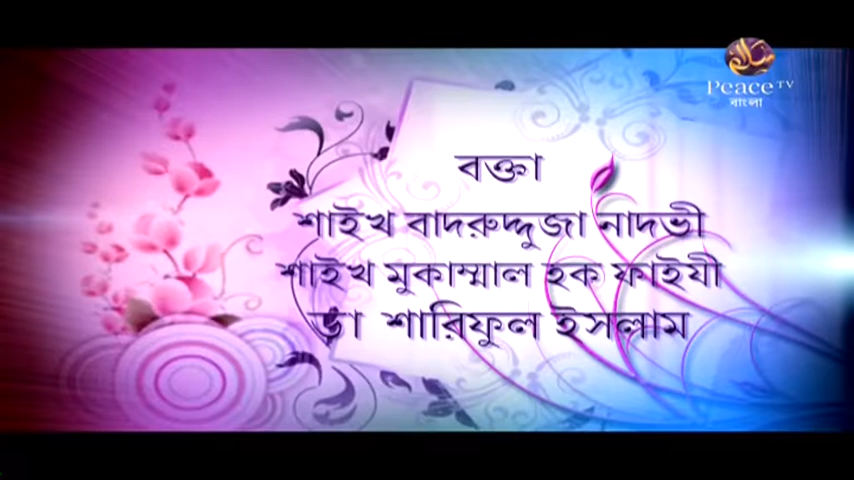 Peace TV
বাংলা
বক্তা
শাইখ বাদরুদ্দুজা নাদভী
শাইখ মুকাম্মাল হক ফাইযী
ডা শারিফুল ইসলাম